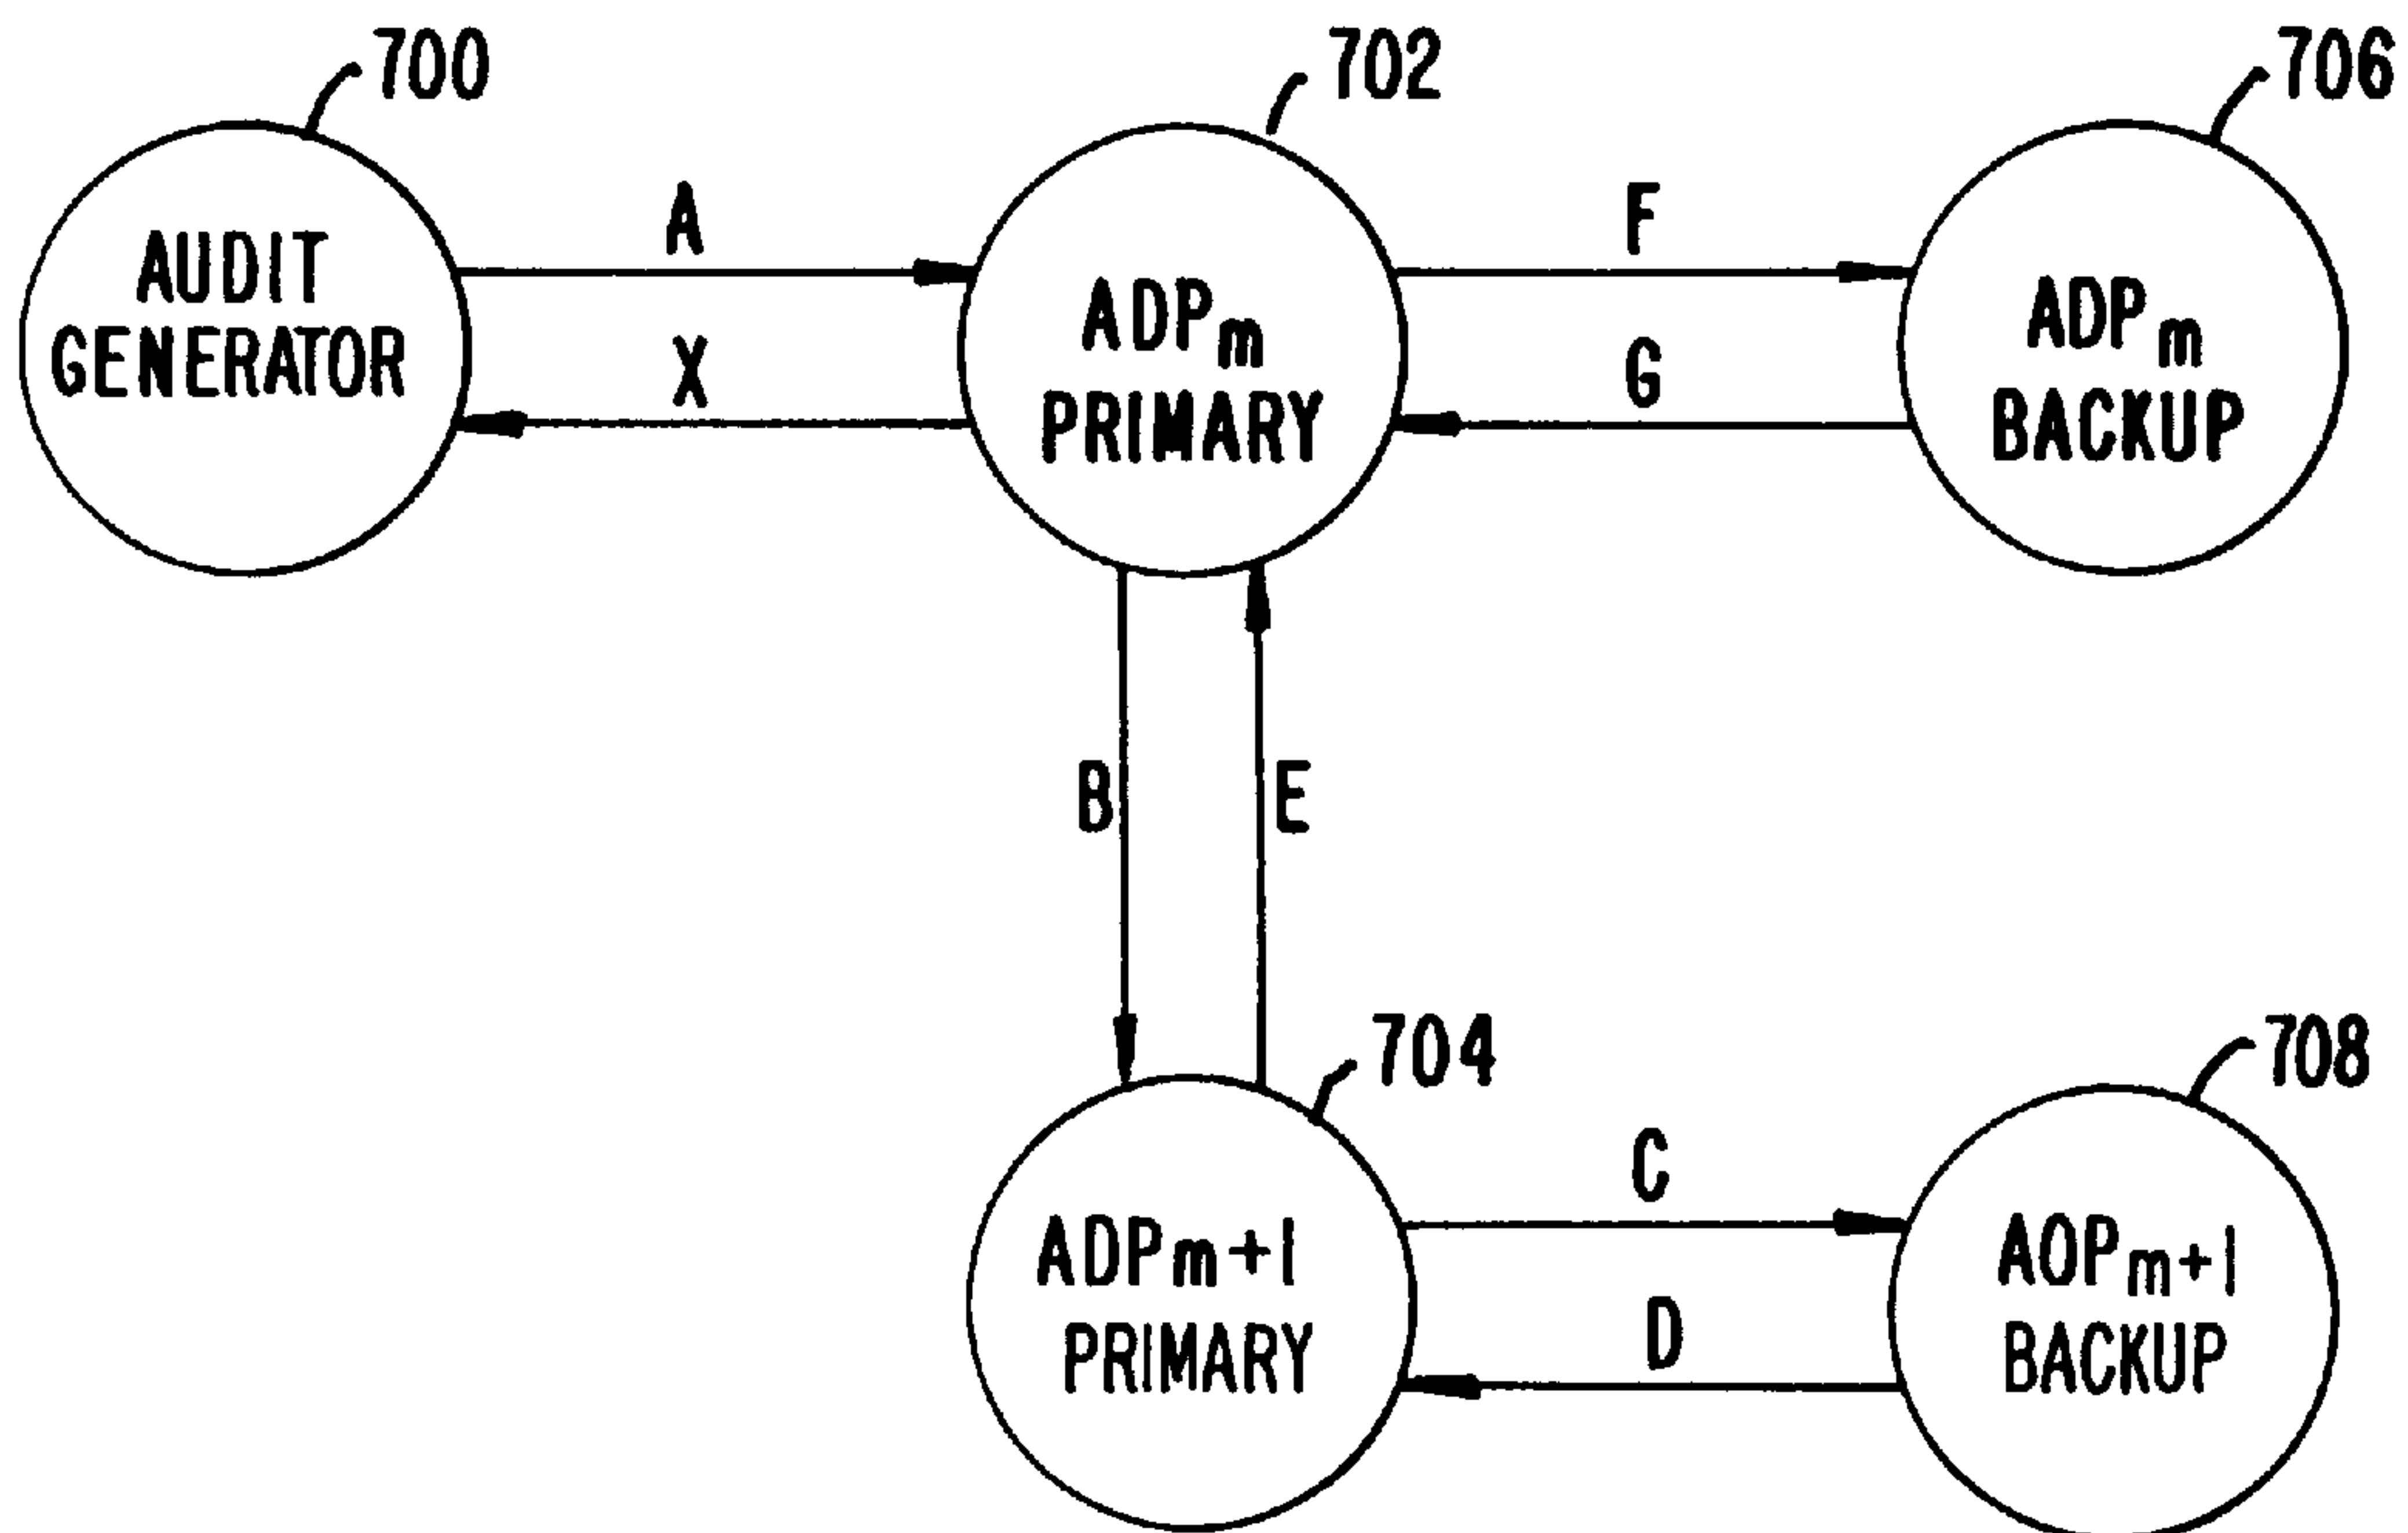 700
702
706
AUDIT
GENERATOR
A
X
ADPm
PRIMARY
F
G
ADPm
BACKUP
B
E
704
708
ADPm+1
PRIMARY
C
D
AOPm+1
BACKUP